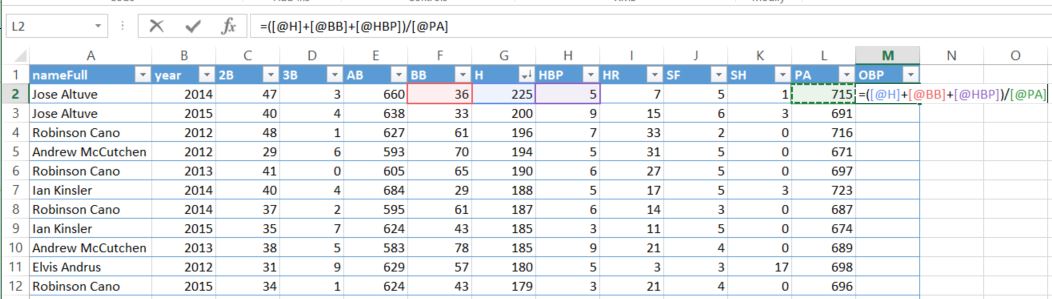 L2 fx =([@H]+[@BB]+[@HBP])/[@PA]
A B C D E F G H I J K L M N O
1 nameFull year 2B 3B AB BB H HBP HR SF SH PA OBP
2 Jose Altuve 2014 47 3 660 36 225 5 7 5 1 715 =([@H]+[@BB]+[@HBP])/[@PA]
3 Jose Altuve 2015 40 4 638 33 200 9 15 6 3 691
4 Robinson Cano 2012 48 1 627 61 196 7 33 2 0 716
5 Andrew McCutchen 2012 29 6 593 70 194 5 31 5 0 671
6 Robinson Cano 2013 41 0 605 65 190 6 27 5 0 697
7 Ian Kinsler 2014 40 4 684 29 188 5 17 5 3 723
8 Robinson Cano 2014 37 2 595 61 187 6 14 3 0 687
9 Ian Kinsler 2015 35 7 624 43 185 3 11 5 0 674
10 Andrew McCutchen 2013 38 5 583 78 185 9 21 4 0 689
11 Elvis Andrus 2012 31 9 629 57 180 5 3 3 17 698
12 Robinson Cano 2015 34 1 624 43 179 3 21 4 0 696